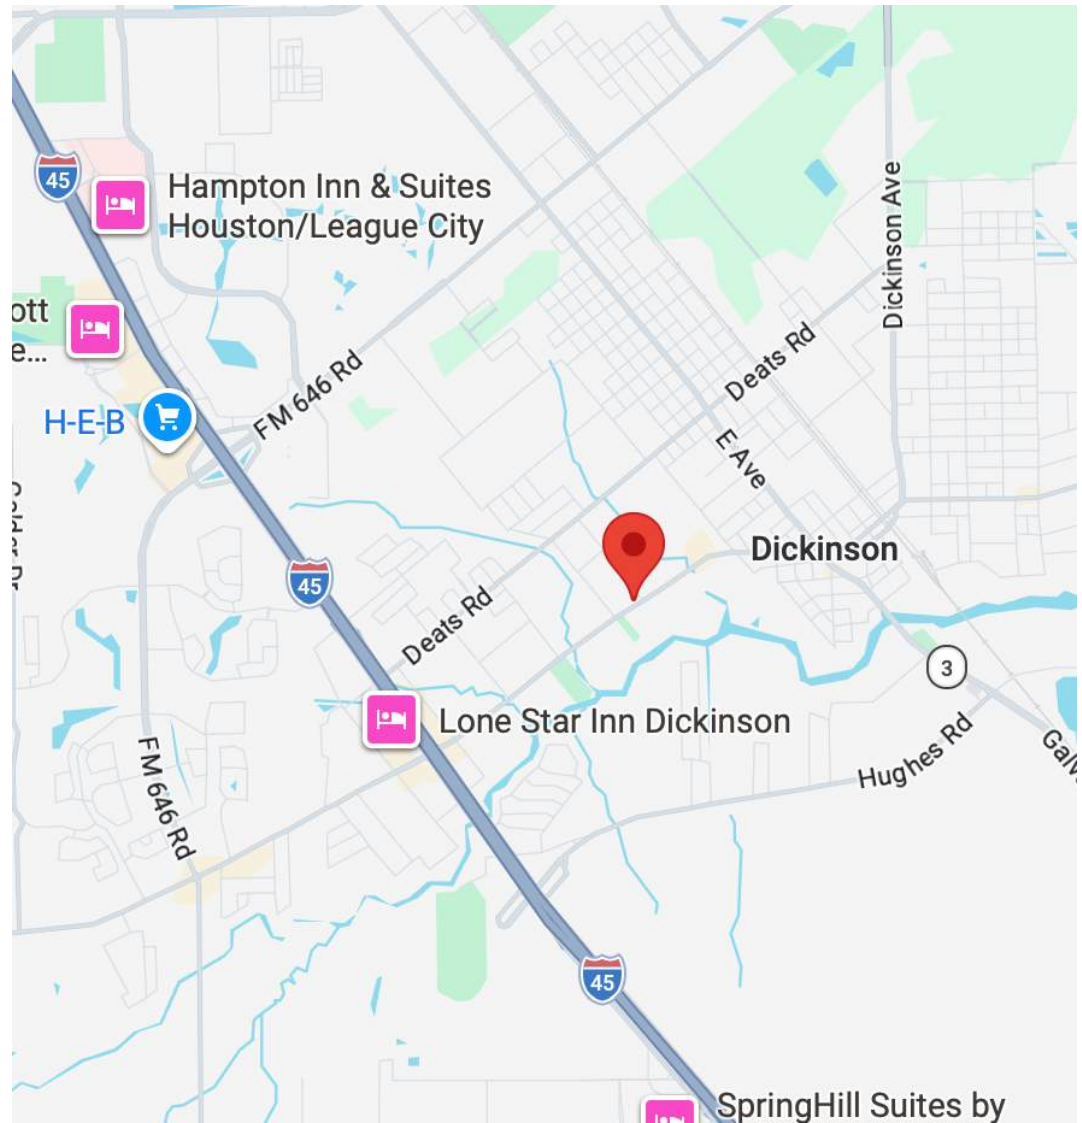 45
Hampton Inn & Suites
Houston/League City
Dickinson Ave
ott
e...
H-E-B
FM 646 Rd
Deats Rd
E Ave
Dickinson
45
Deats Rd
3
Lone Star Inn Dickinson
Hughes Rd
Galv
FM 646 Rd
45
SpringHill Suites by